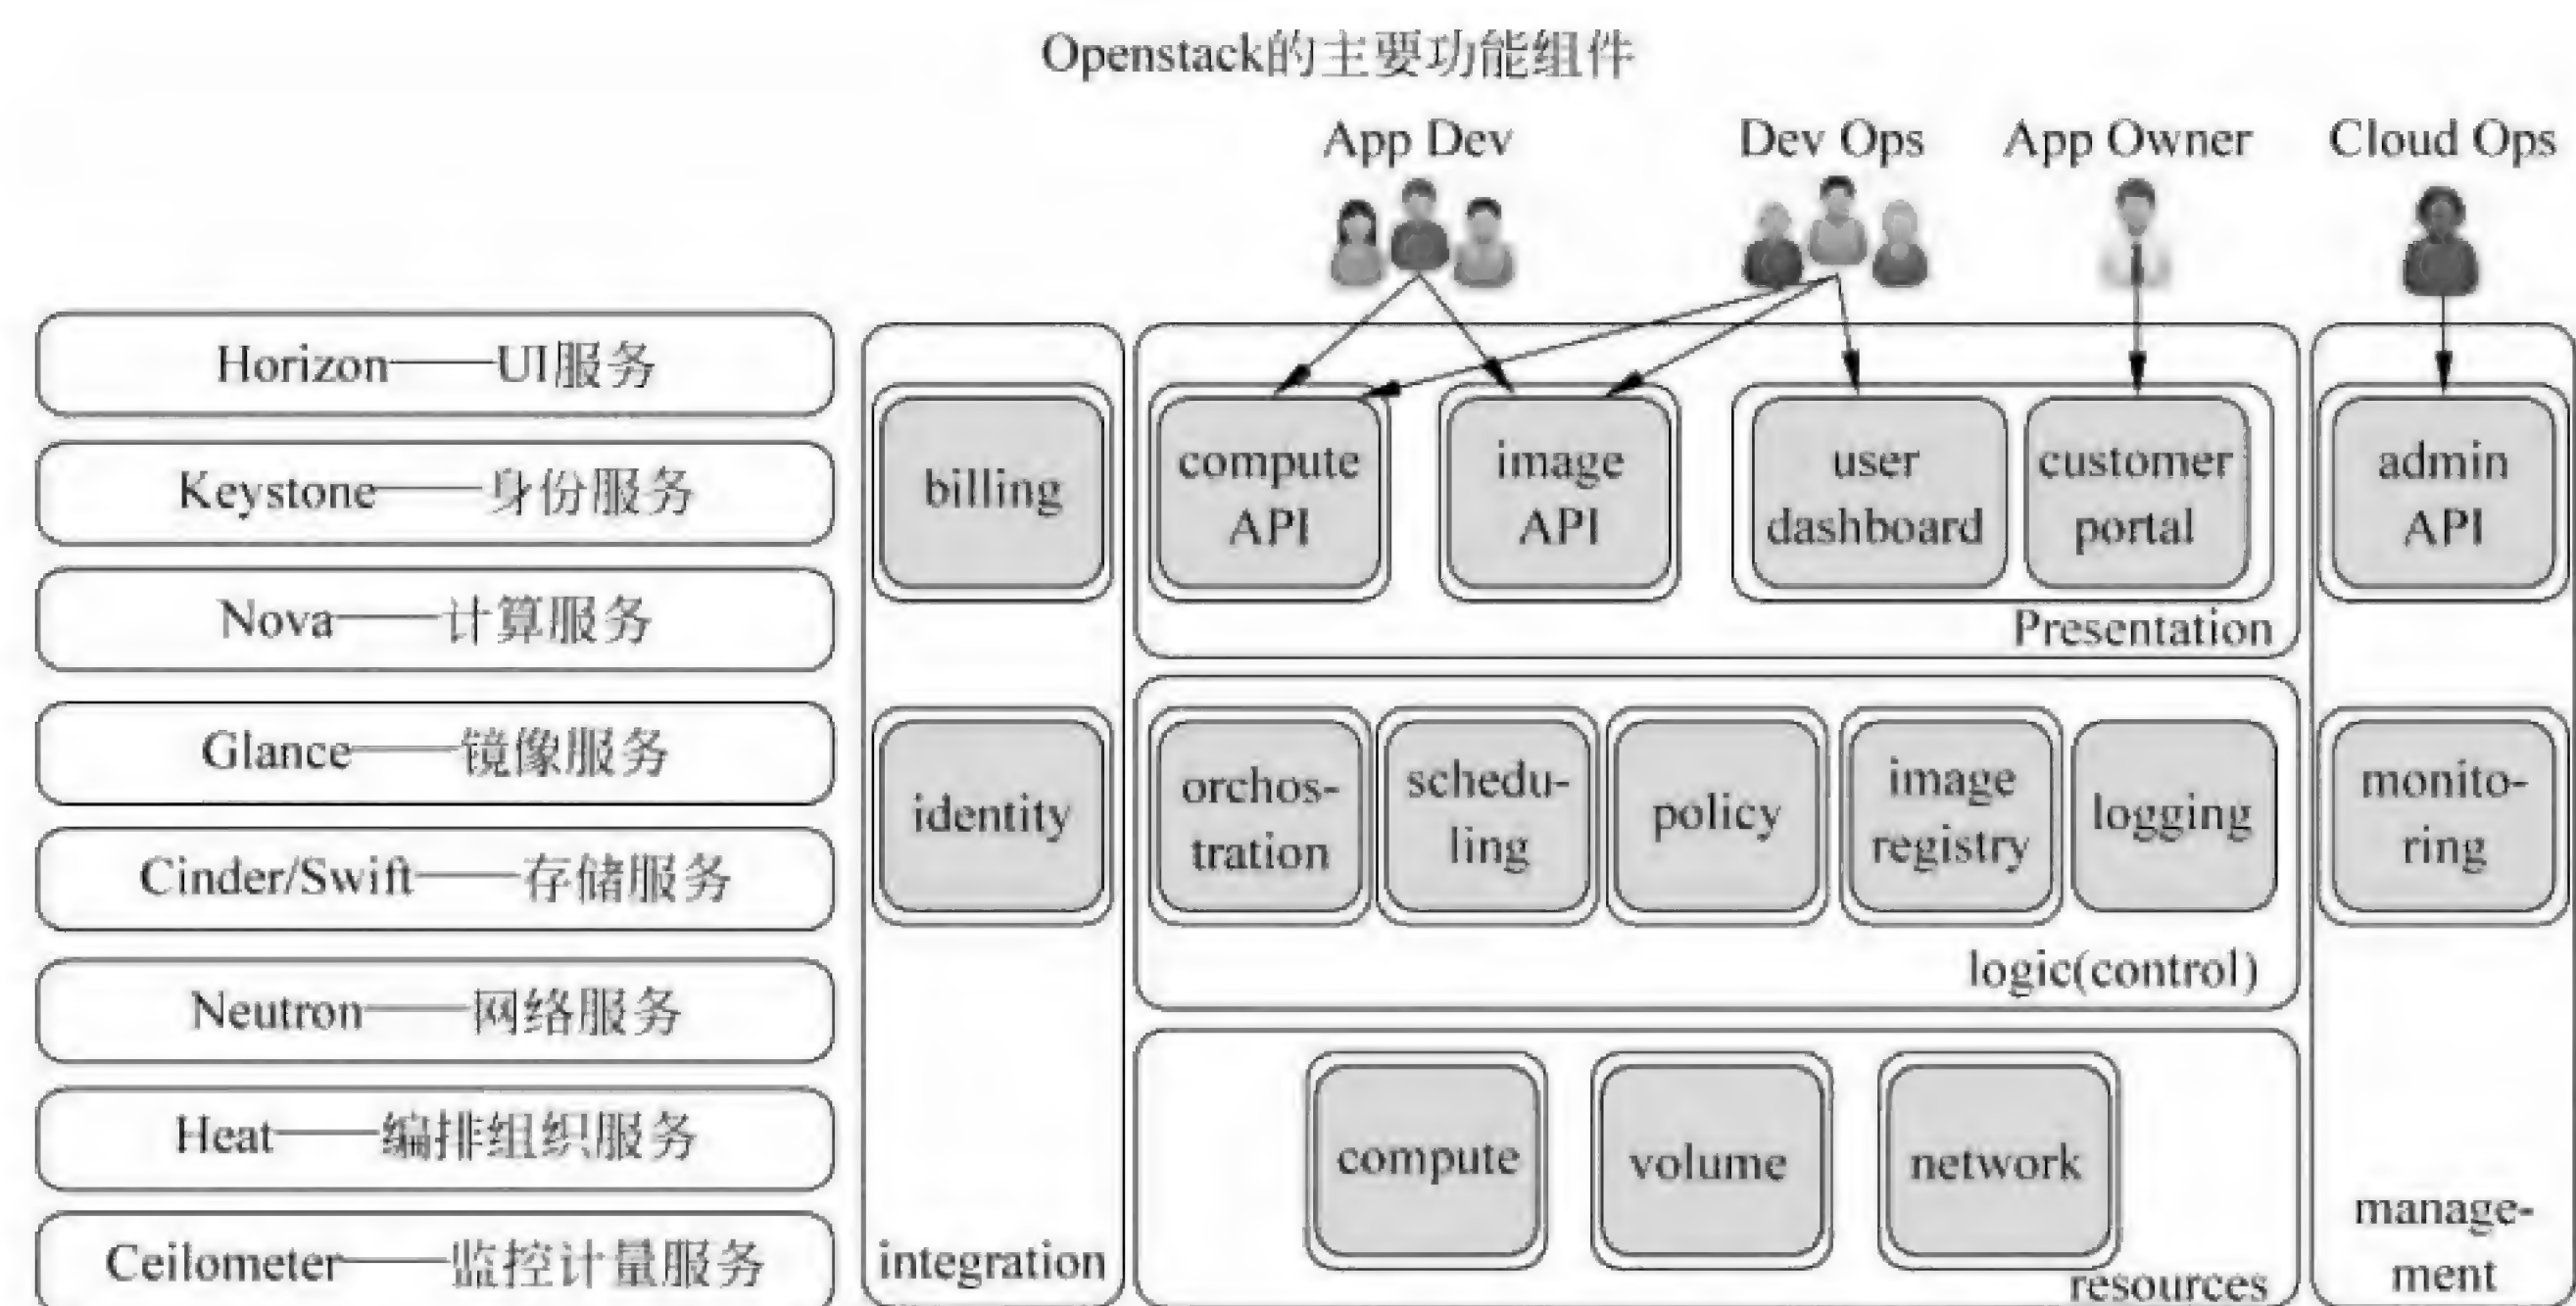 Openstack的主要功能组件
App Dev
Dev Ops
App Owner
Cloud Ops
Horizon——UI服务
Keystone——身份服务
Nova——计算服务
Glance——镜像服务
Cinder/Swift——存储服务
Neutron——网络服务
Heat——编排组织服务
Ceilometer——监控计量服务
billing
identity
integration
compute
API
image
API
user
dashboard
customer
portal
Presentation
orchos-
tration
schedu-
ling
policy
image
registry
logging
logic(control)
compute
volume
network
resources
admin
API
monito-
ring
manage-
ment